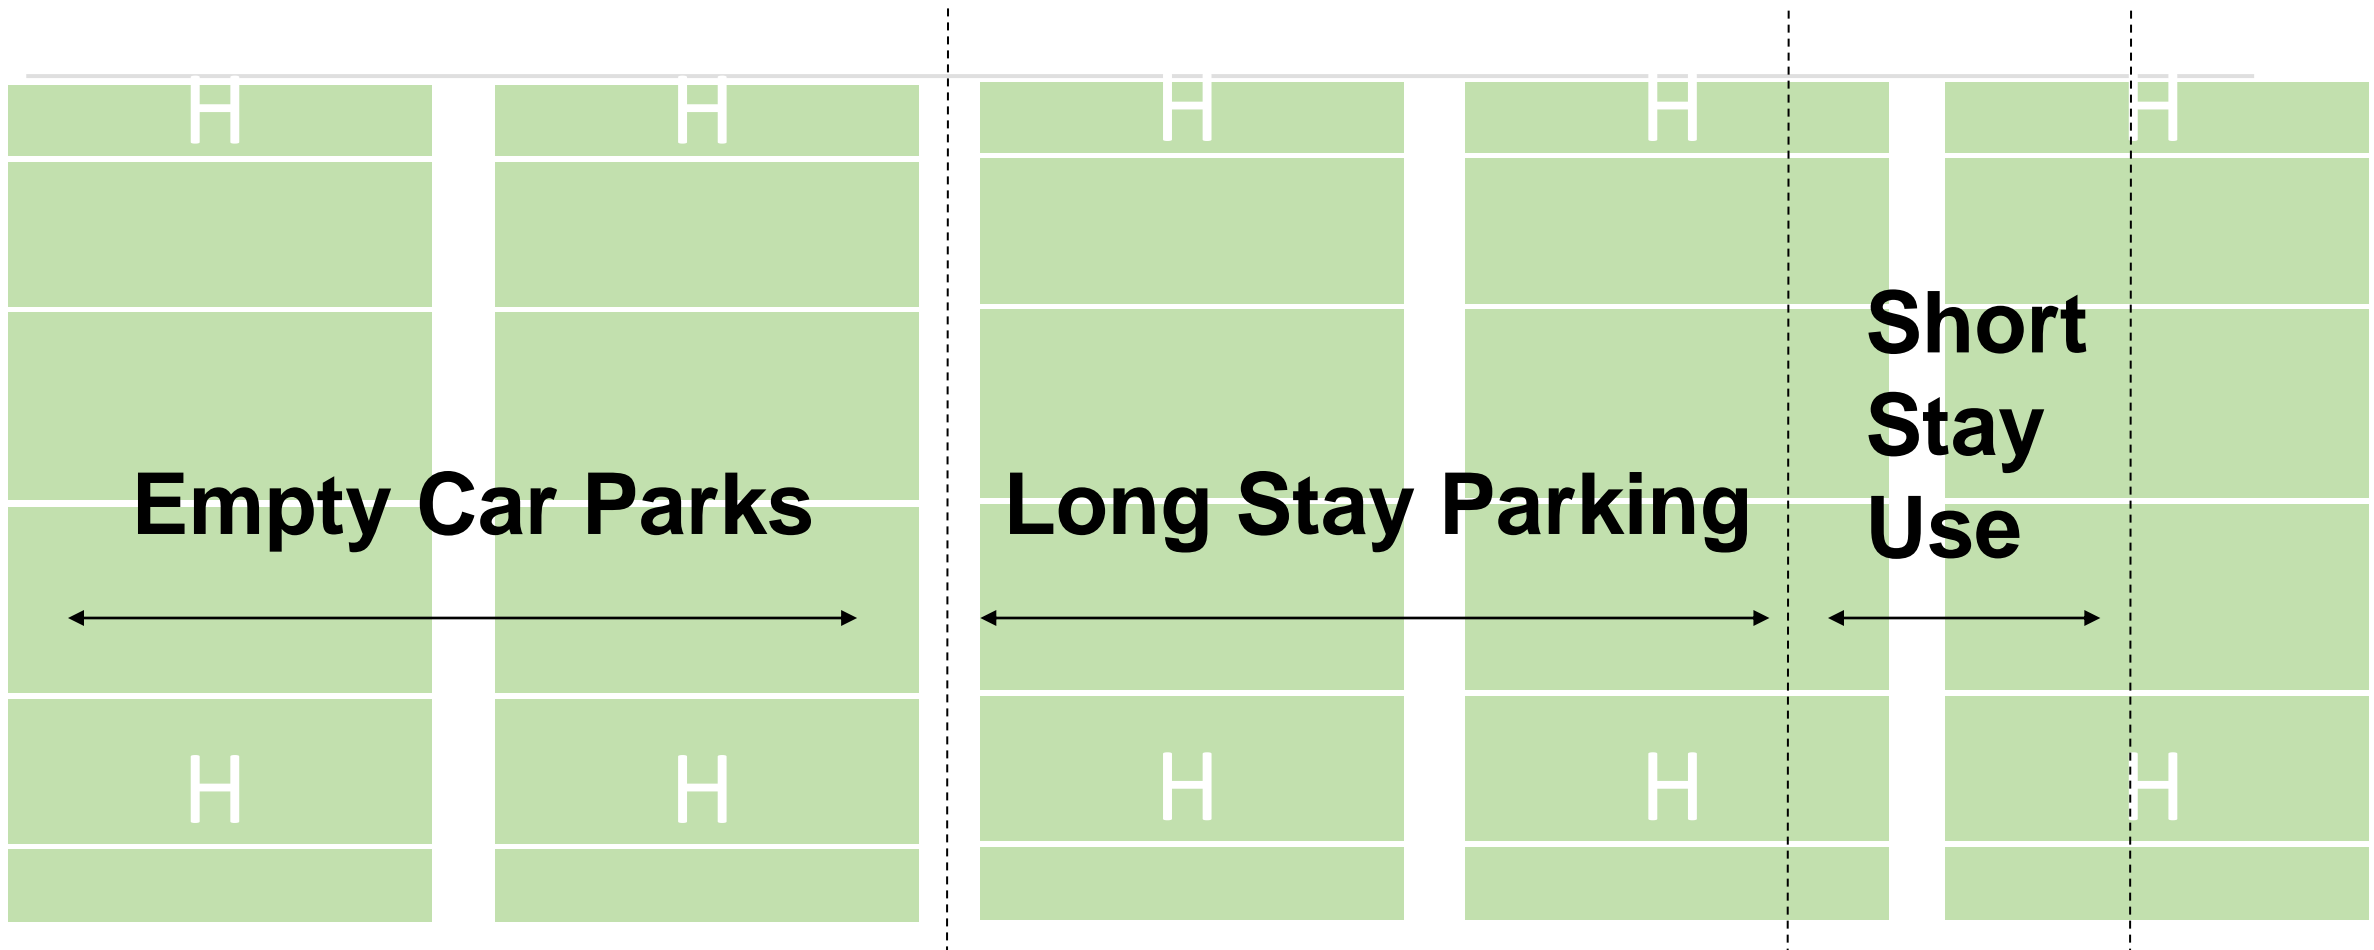 H H H H H
Empty Car Parks
Long Stay Parking
Short
Stay
Use
H H H H H